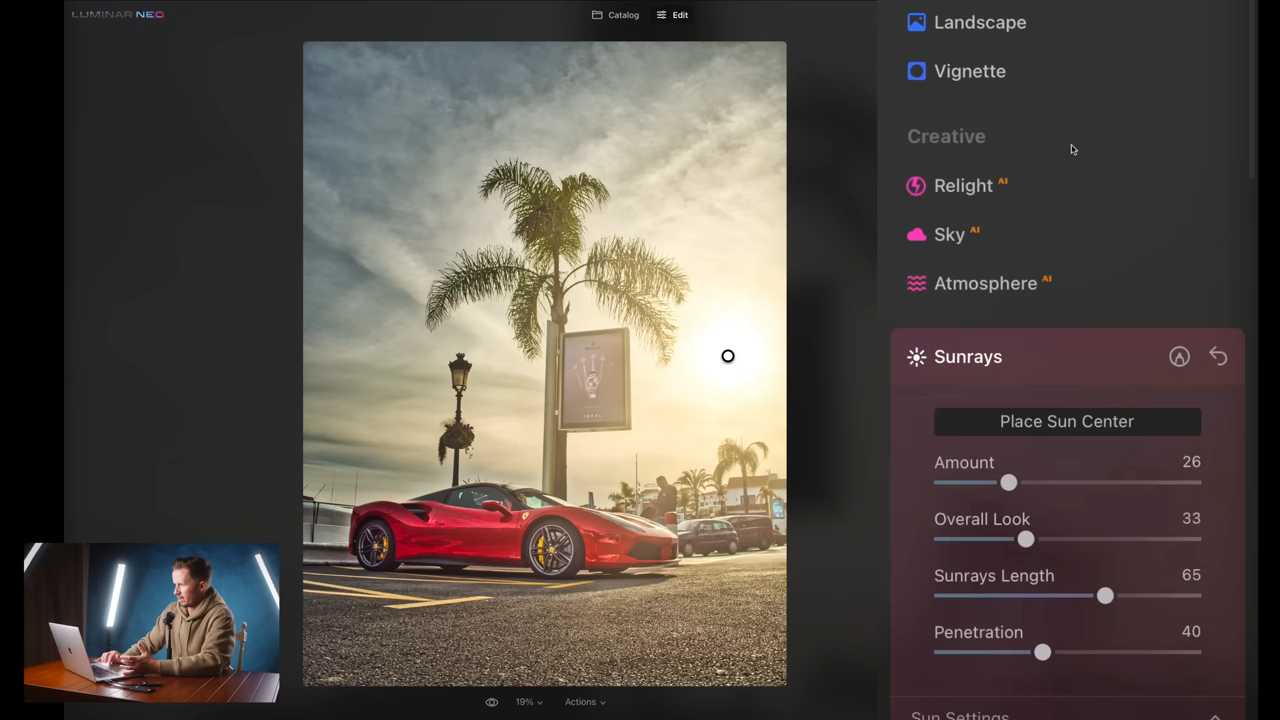 LUMINAR NEO
Catalog
Edit
Landscape
Vignette
Creative
Relight AI
Sky AI
Atmosphere AI
Sunrays
Place Sun Center
Amount 26
Overall Look 33
Sunrays Length 65
Penetration 40
Sun Settings
19%
Actions